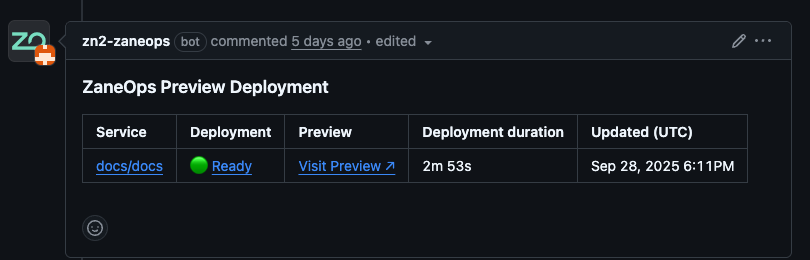 ZO
zn2-zaneops bot commented 5 days ago • edited
ZaneOps Preview Deployment
Service Deployment Preview Deployment duration Updated (UTC)
docs/docs Ready Visit Preview ↗ 2m 53s Sep 28, 2025 6:11PM